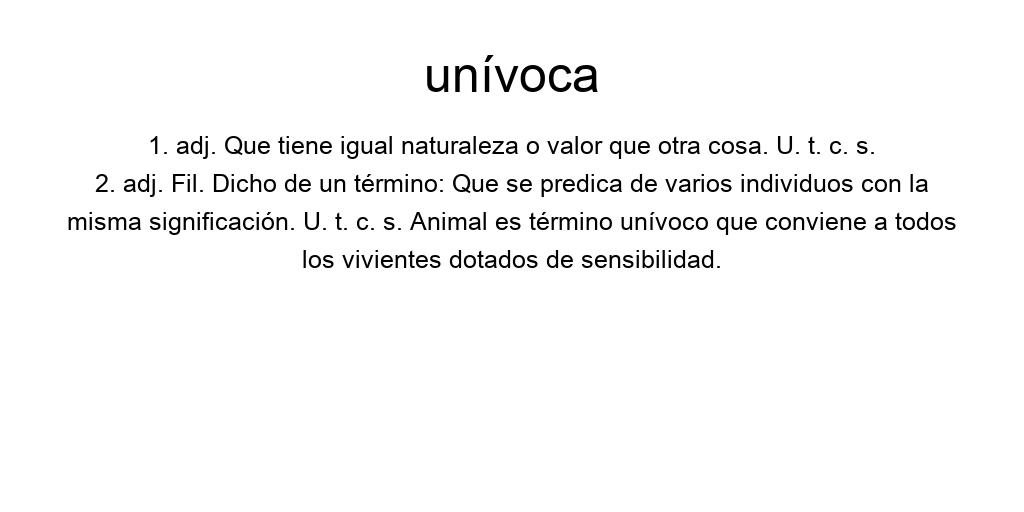 unívoca
1. adj. Que tiene igual naturaleza o valor que otra cosa. U. t. c. s.
2. adj. Fil. Dicho de un término: Que se predica de varios individuos con la
misma significación. U. t. c. s. Animal es término unívoco que conviene a todos
los vivientes dotados de sensibilidad.